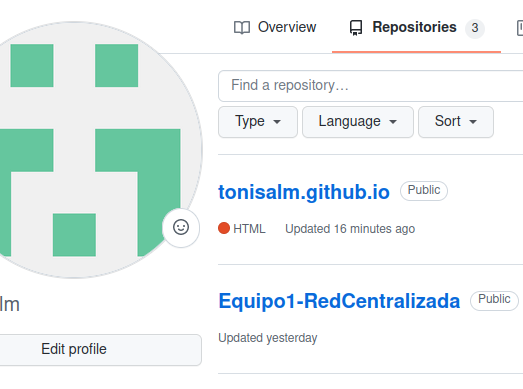 Overview
Repositories 3
Find a repository…
Type
Language
Sort
tonisalm.github.io Public
HTML Updated 16 minutes ago
Equipo1-RedCentralizada Public
Updated yesterday
lm
Edit profile